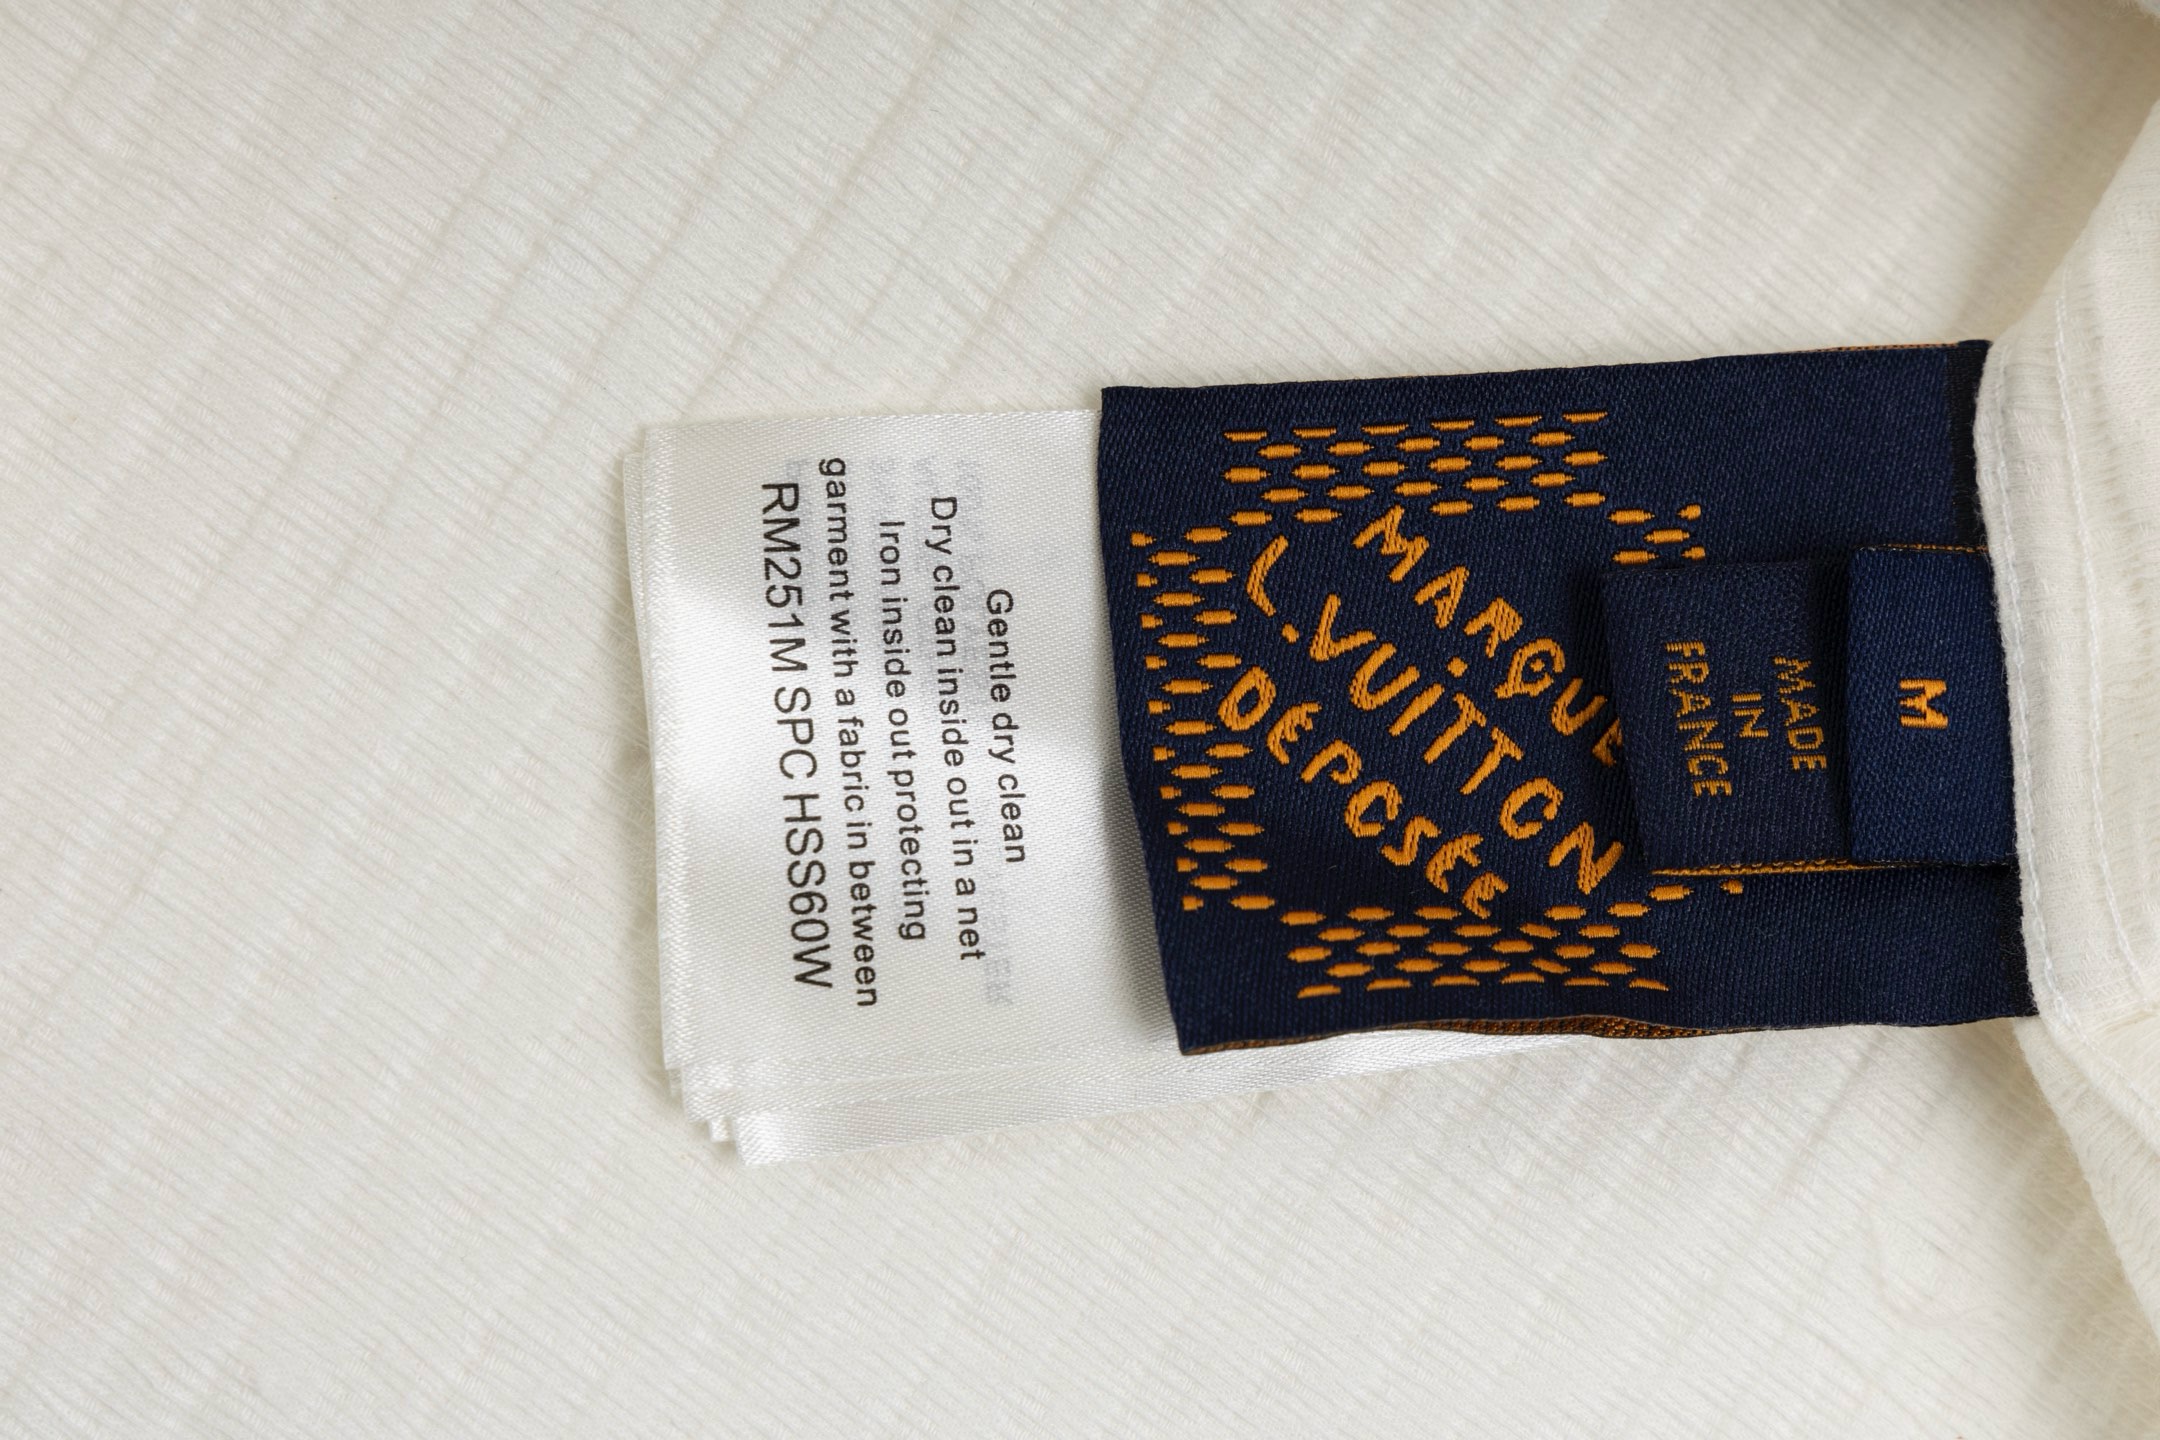 M
MADE
IN
FRANCE
MARQUE
L.VUITTON
DEPOSÉE
Gentle dry clean
Dry clean inside out in a net
Iron inside out protecting
garment with a fabric in between
RM251M SPC HSS60W